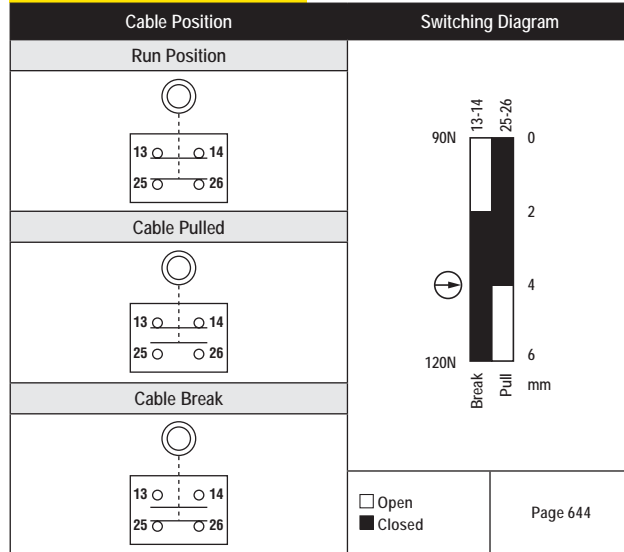 Cable Position
Switching Diagram
Run Position
13 14
25 26
Cable Pulled
13 14
25 26
Cable Break
13 14
25 26
13-14
25-26
90N
0
2
4
120N
6
Break
Pull
mm
Open
Closed
Page 644